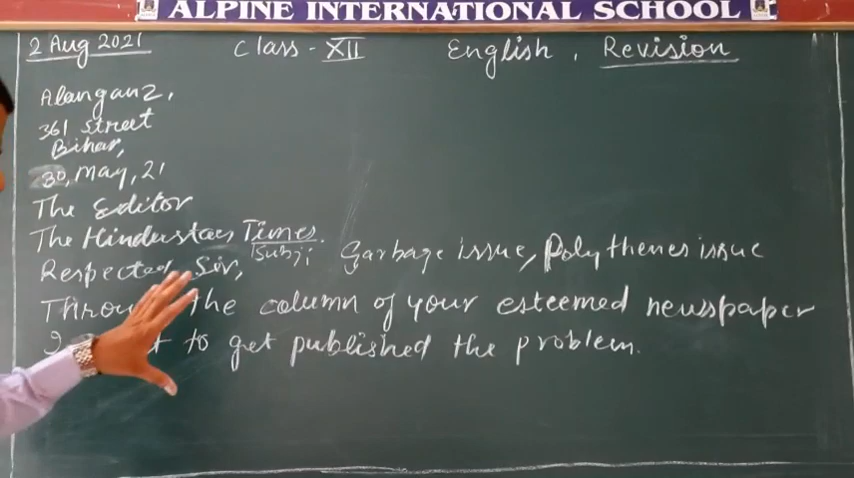 ALPINE INTERNATIONAL SCHOOL
2 Aug 2021 Class - XII English, Revision
361 Street
Bihar,
30, May, 21
The Editor
The Hindustan Times.
Subj: Garbage issue, Polythenes issue
Respected Sir,
the column of your esteemed newspaper
to get published the problem.